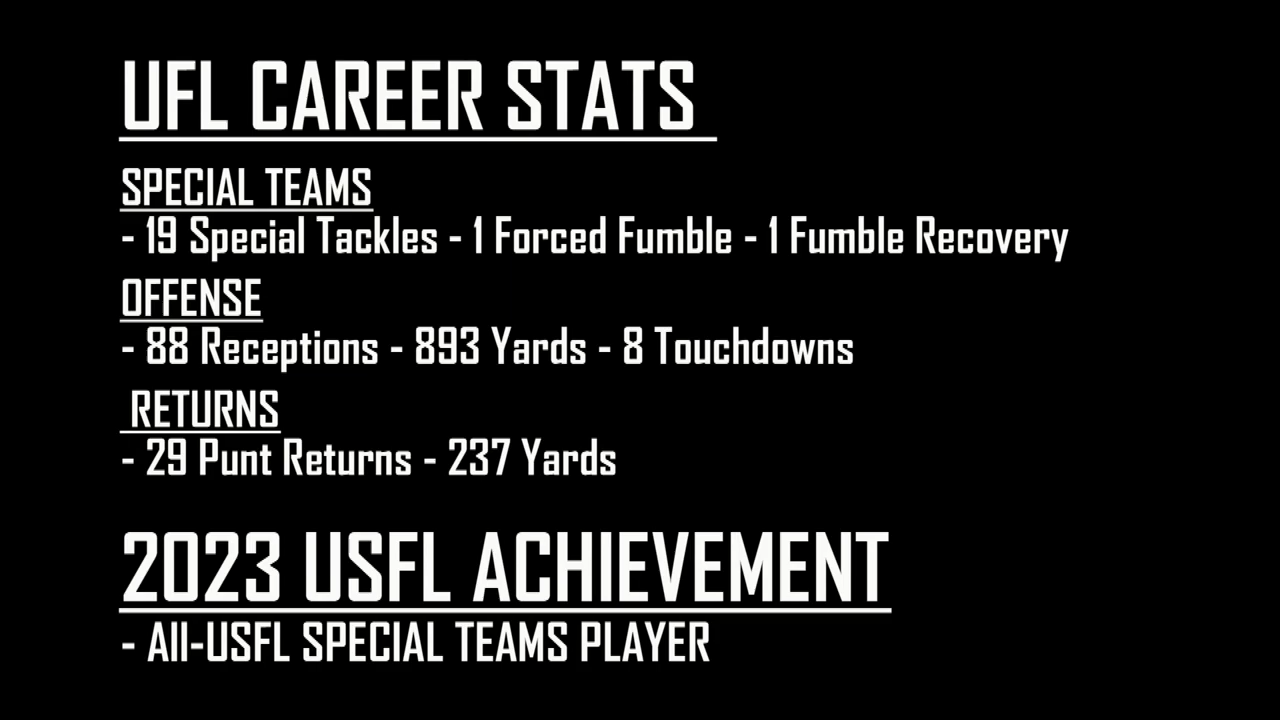 UFL CAREER STATS
SPECIAL TEAMS
- 19 Special Tackles - 1 Forced Fumble - 1 Fumble Recovery
OFFENSE
- 88 Receptions - 893 Yards - 8 Touchdowns
RETURNS
- 29 Punt Returns - 237 Yards
2023 USFL ACHIEVEMENT
- All-USFL SPECIAL TEAMS PLAYER